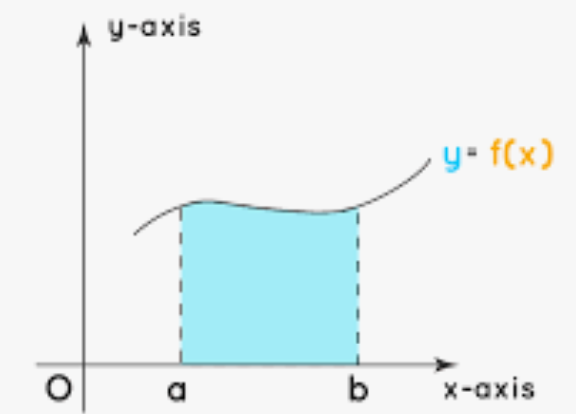 y-axis
y= f(x)
O a b x-axis